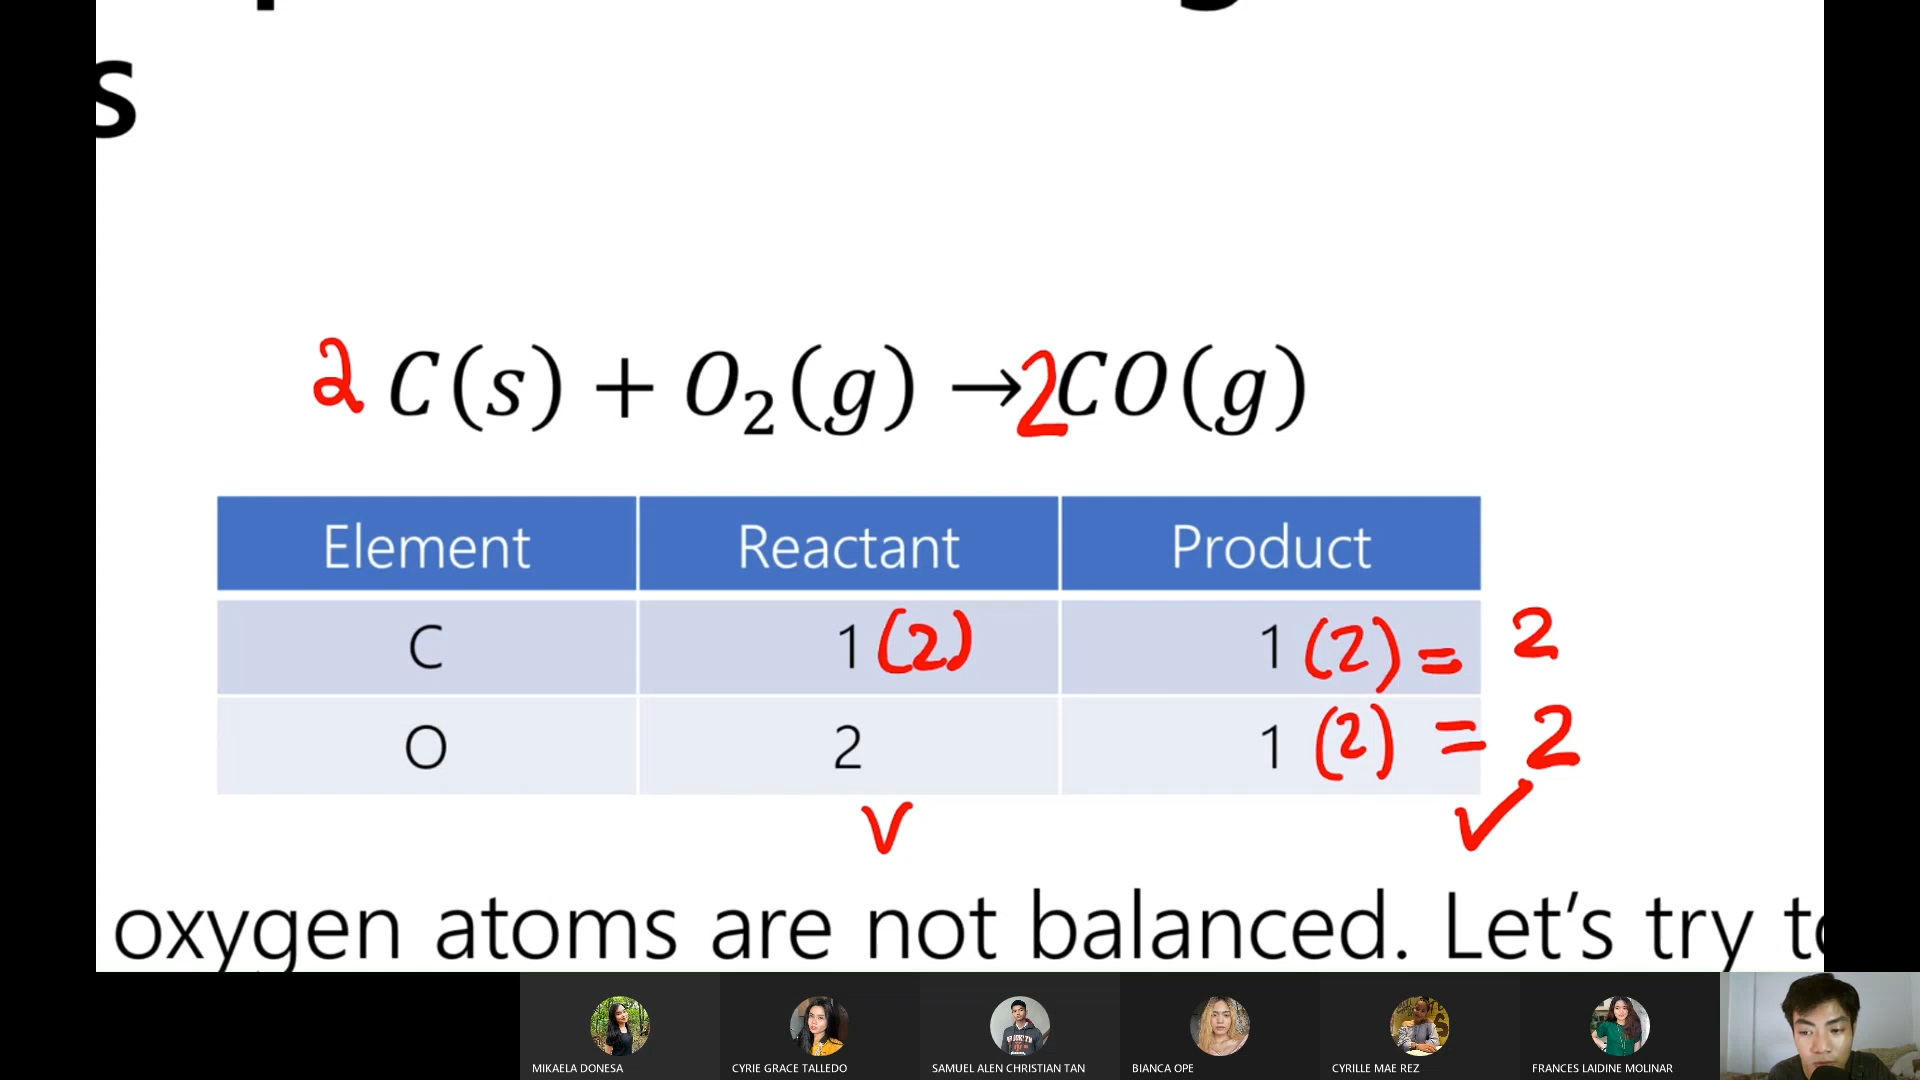 s
2 C(s) + O₂(g) → 2CO(g)
Element Reactant Product
C 1 (2) 1 (2) = 2
O 2 1 (2) = 2
oxygen atoms are not balanced. Let's try
MIKAELA DONESA CYRIE GRACE TALLEDO SAMUEL ALEN CHRISTIAN TAN BIANCA OPE CYRILLE MAE REZ FRANCES LAIDINE MOLINAR